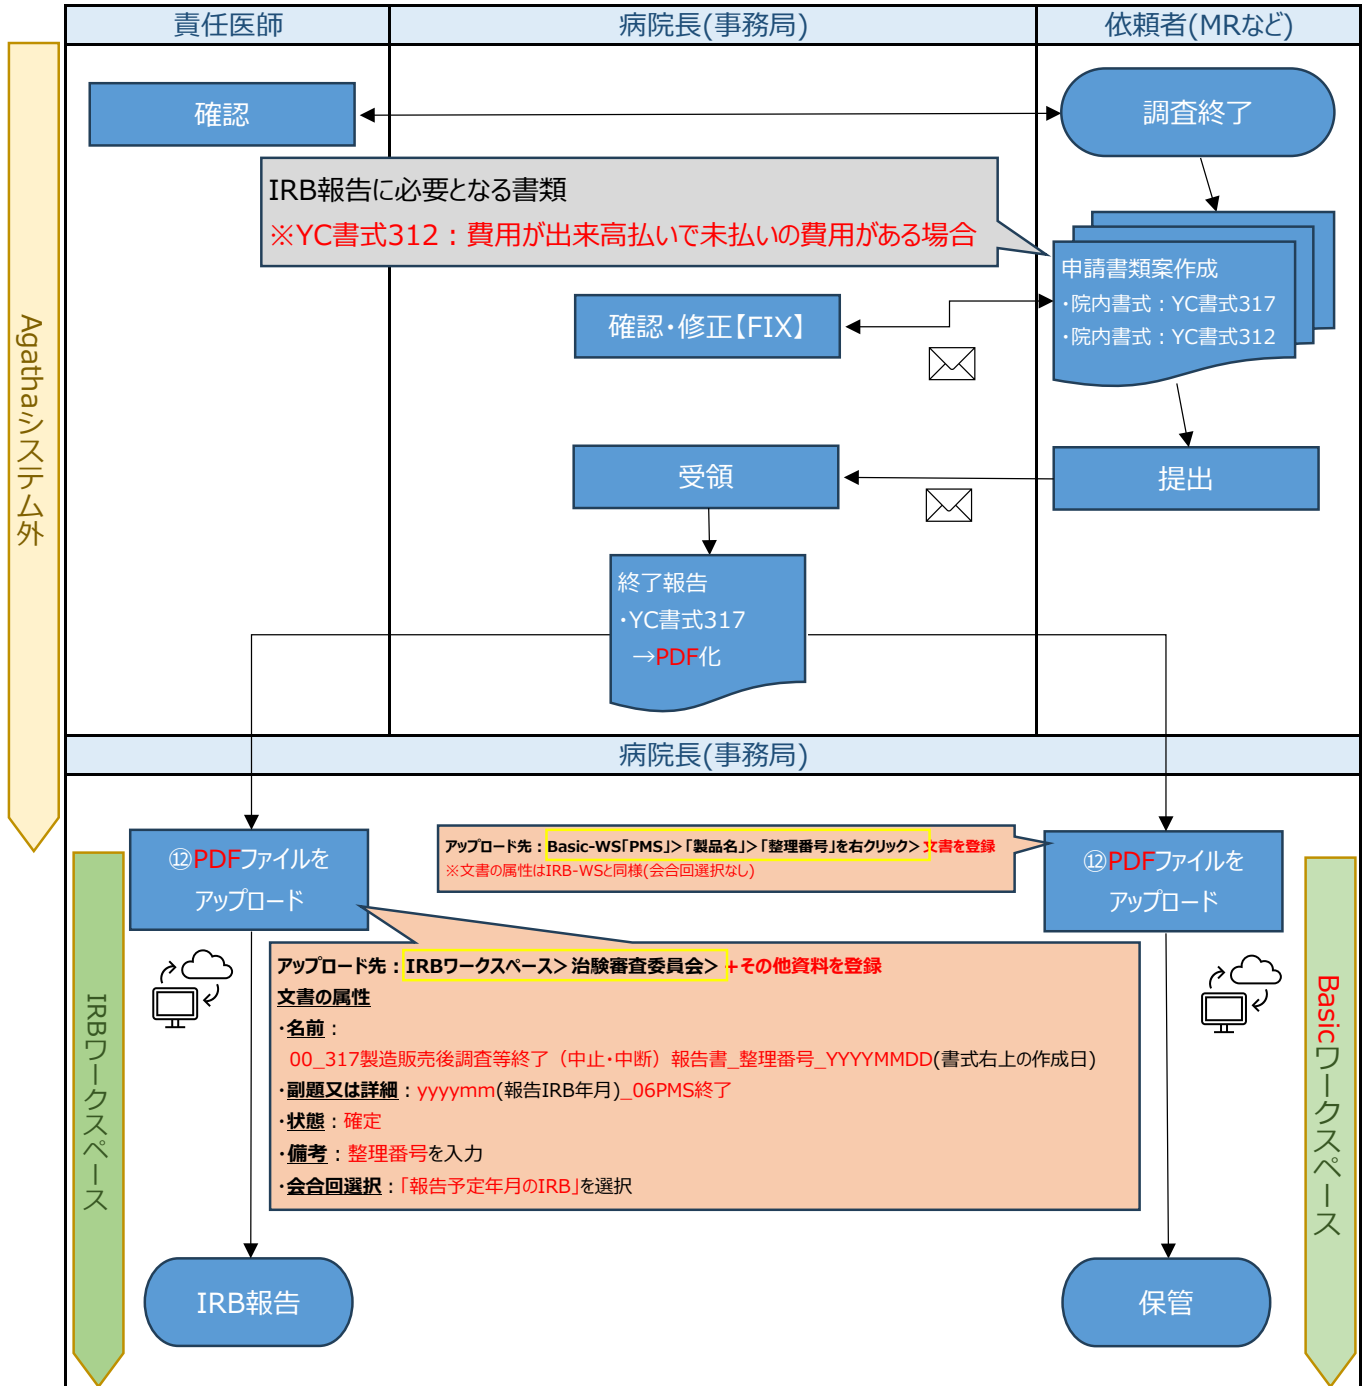 責任医師
病院長(事務局)
依頼者(MRなど)
確認
調査終了
IRB報告に必要となる書類
※YC書式312：費用が出来高払いで未払いの費用がある場合
申請書類案作成
・院内書式：YC書式317
・院内書式：YC書式312
確認・修正【FIX】
受領
提出
終了報告
・YC書式317
→PDF化
Agathaシステム外
病院長(事務局)
⑫PDFファイルを
アップロード
アップロード先：Basic-WS「PMS」＞「製品名」＞「整理番号」を右クリック＞文書を登録
※文書の属性はIRB-WSと同様(会合回選択なし)
⑫PDFファイルを
アップロード
アップロード先：IRBワークスペース＞治験審査委員会＞+その他資料を登録
文書の属性
・名前：
00_317製造販売後調査等終了（中止・中断）報告書_整理番号_YYYYMMDD(書式右上の作成日)
・副題又は詳細：yyyymm(報告IRB年月)_06PMS終了
・状態：確定
・備考：整理番号を入力
・会合回選択：「報告予定年月のIRB」を選択
IRBワークスペース
Basicワークスペース
IRB報告
保管